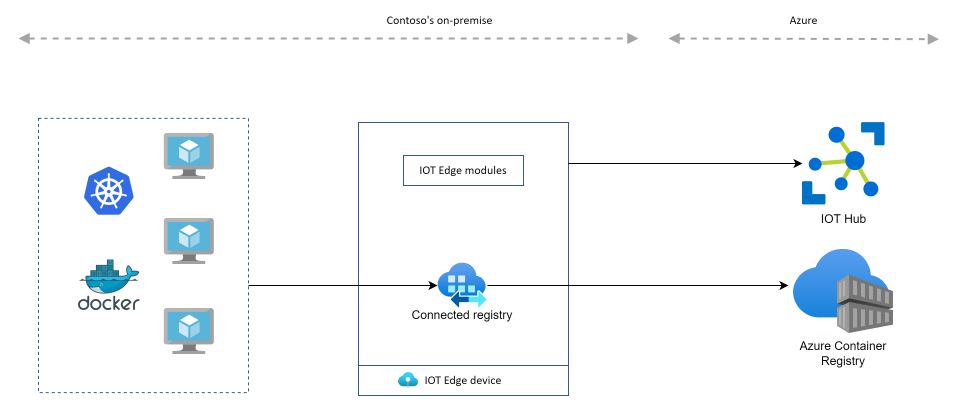 Contoso's on-premise
Azure
IOT Edge modules
IOT Hub
docker
Connected registry
Azure Container
Registry
IOT Edge device